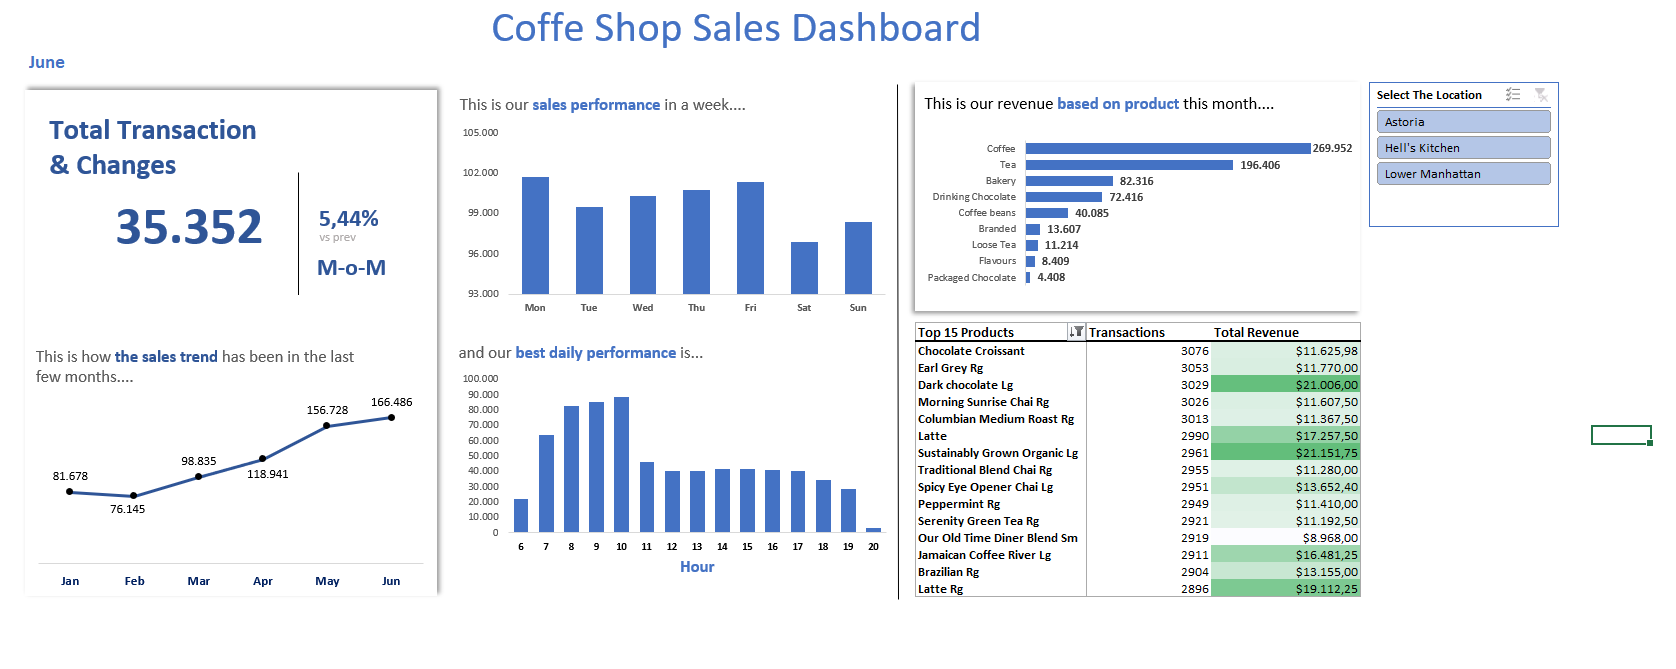 Coffe Shop Sales Dashboard
June
Total Transaction
& Changes
35.352
5,44%
vs prev
M-o-M
This is how the sales trend has been in the last
few months....
81.678
76.145
98.835
118.941
156.728
166.486
Jan Feb Mar Apr May Jun
This is our sales performance in a week....
105.000
102.000
99.000
96.000
93.000
Mon Tue Wed Thu Fri Sat Sun
and our best daily performance is...
100.000
90.000
80.000
70.000
60.000
50.000
40.000
30.000
20.000
10.000
0
6 7 8 9 10 11 12 13 14 15 16 17 18 19 20
Hour
This is our revenue based on product this month....
Coffee 269.952
Tea 196.406
Bakery 82.316
Drinking Chocolate 72.416
Coffee beans 40.085
Branded 13.607
Loose Tea 11.214
Flavours 8.409
Packaged Chocolate 4.408
Top 15 Products Transactions Total Revenue
Chocolate Croissant 3076 $11.625,98
Earl Grey Rg 3053 $11.770,00
Dark chocolate Lg 3029 $21.006,00
Morning Sunrise Chai Rg 3026 $11.607,50
Columbian Medium Roast Rg 3013 $11.367,50
Latte 2990 $17.257,50
Sustainably Grown Organic Lg 2961 $21.151,75
Traditional Blend Chai Rg 2955 $11.280,00
Spicy Eye Opener Chai Lg 2951 $13.652,40
Peppermint Rg 2949 $11.410,00
Serenity Green Tea Rg 2921 $11.192,50
Our Old Time Diner Blend Sm 2919 $8.968,00
Jamaican Coffee River Lg 2911 $16.481,25
Brazilian Rg 2904 $13.155,00
Latte Rg 2896 $19.112,25
Select The Location
Astoria
Hell's Kitchen
Lower Manhattan